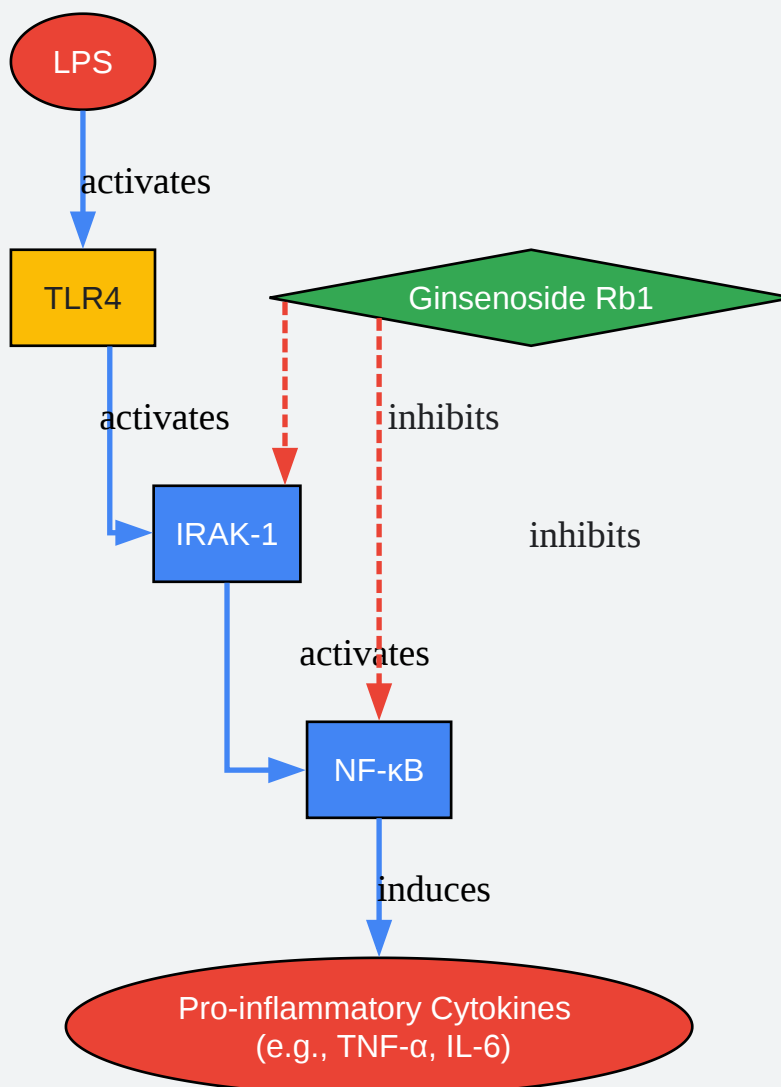 LPS
activates
TLR4
Ginsenoside Rb1
activates
inhibits
IRAK-1
inhibits
activates
NF-κB
induces
Pro-inflammatory Cytokines
(e.g., TNF-α, IL-6)